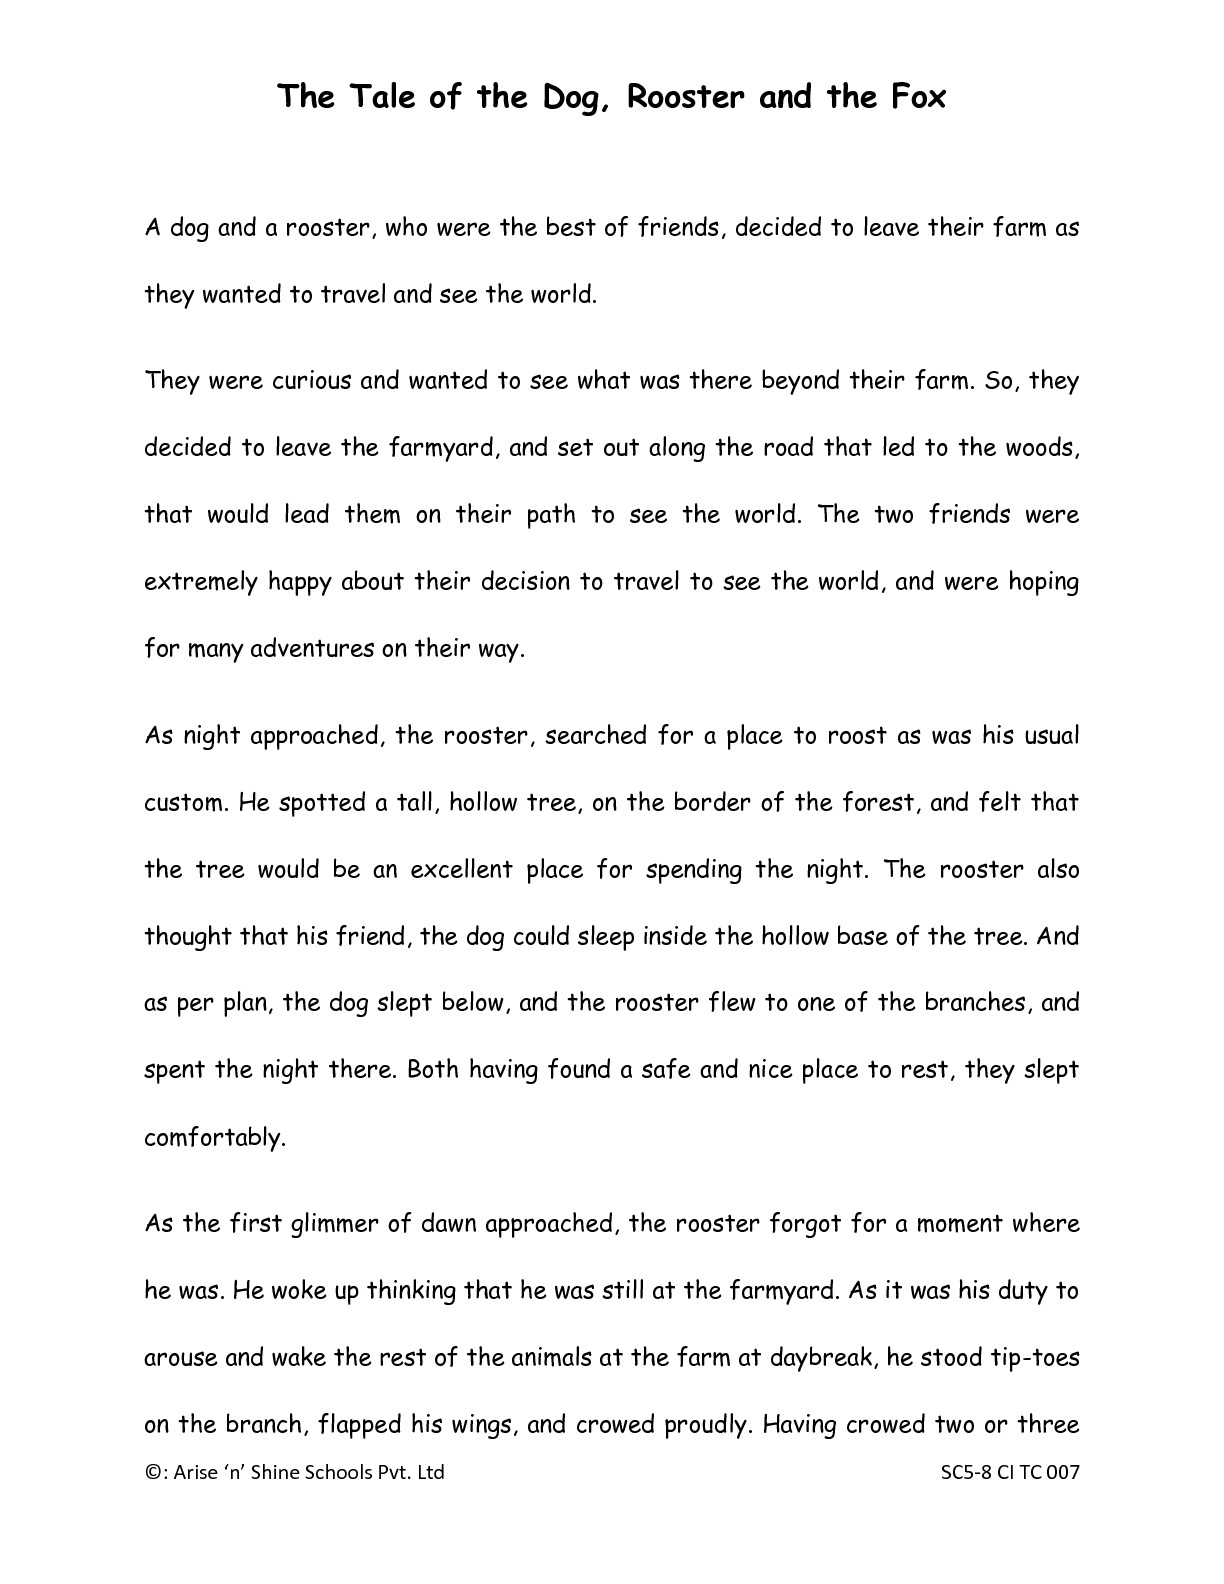 The Tale of the Dog, Rooster and the Fox
A dog and a rooster, who were the best of friends, decided to leave their farm as
they wanted to travel and see the world.
They were curious and wanted to see what was there beyond their farm. So, they
decided to leave the farmyard, and set out along the road that led to the woods,
that would lead them on their path to see the world. The two friends were
extremely happy about their decision to travel to see the world, and were hoping
for many adventures on their way.
As night approached, the rooster, searched for a place to roost as was his usual
custom. He spotted a tall, hollow tree, on the border of the forest, and felt that
the tree would be an excellent place for spending the night. The rooster also
thought that his friend, the dog could sleep inside the hollow base of the tree. And
as per plan, the dog slept below, and the rooster flew to one of the branches, and
spent the night there. Both having found a safe and nice place to rest, they slept
comfortably.
As the first glimmer of dawn approached, the rooster forgot for a moment where
he was. He woke up thinking that he was still at the farmyard. As it was his duty to
arouse and wake the rest of the animals at the farm at daybreak, he stood tip-toes
on the branch, flapped his wings, and crowed proudly. Having crowed two or three
©: Arise ‘n’ Shine Schools Pvt. Ltd SC5-8 CI TC 007